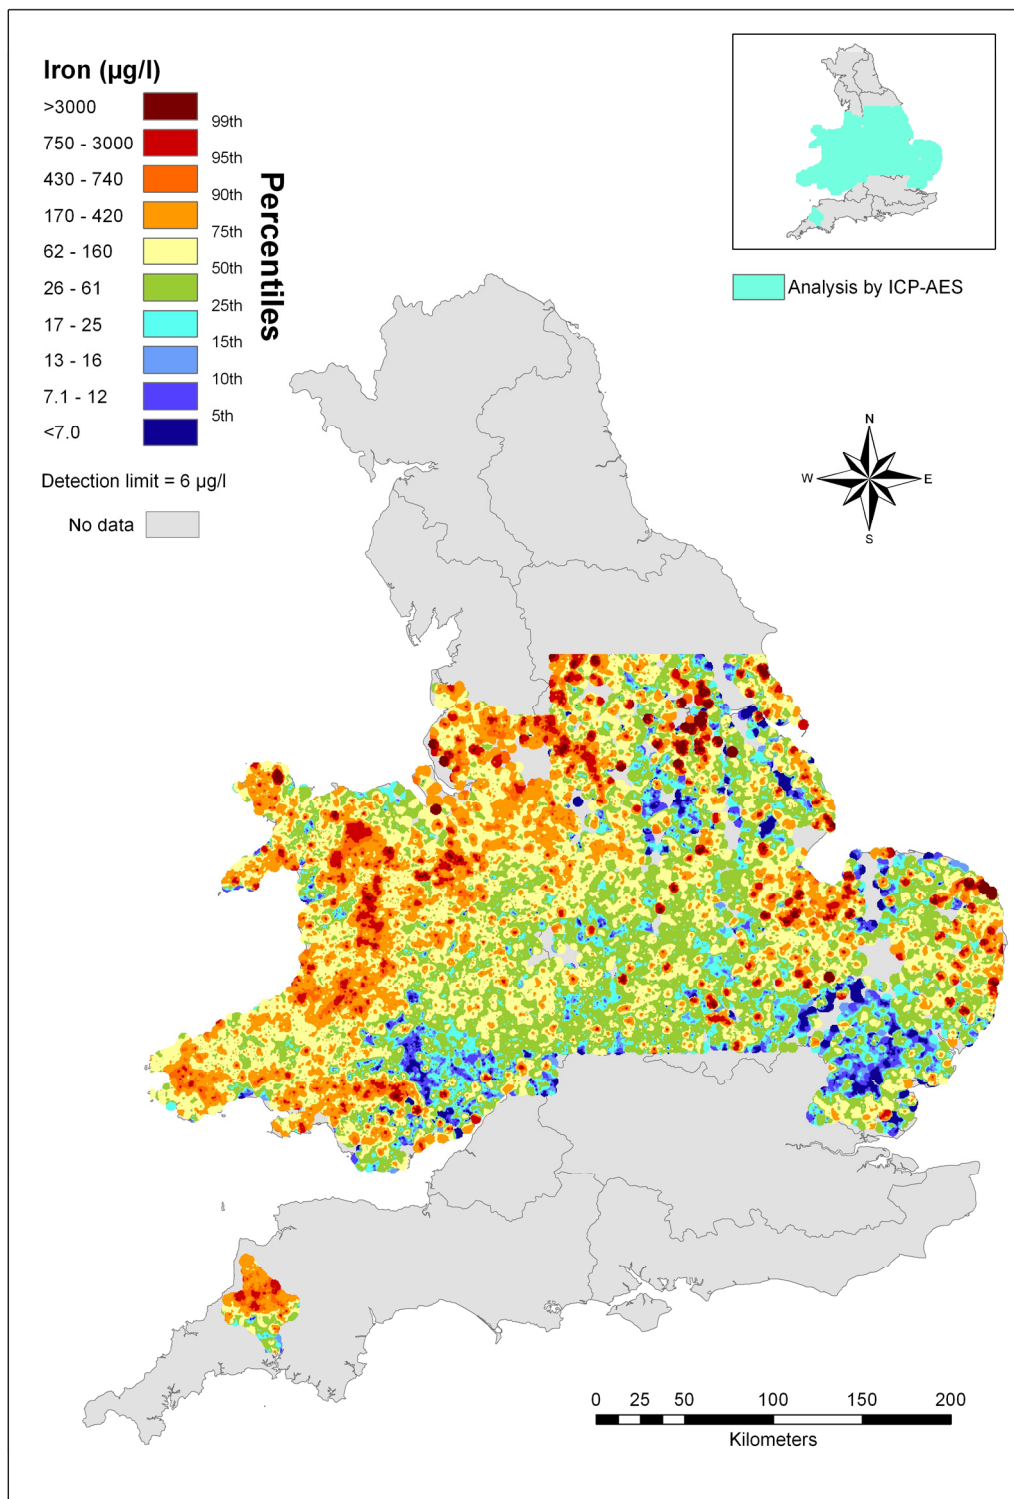 Iron (µg/l)
>3000
99th
750 - 3000
95th
430 - 740
90th
170 - 420
75th
62 - 160
50th
26 - 61
25th
17 - 25
15th
13 - 16
10th
7.1 - 12
5th
<7.0
Percentiles
Detection limit = 6 µg/l
No data
Analysis by ICP-AES
N
W
E
S
0 25 50 100 150 200
Kilometers